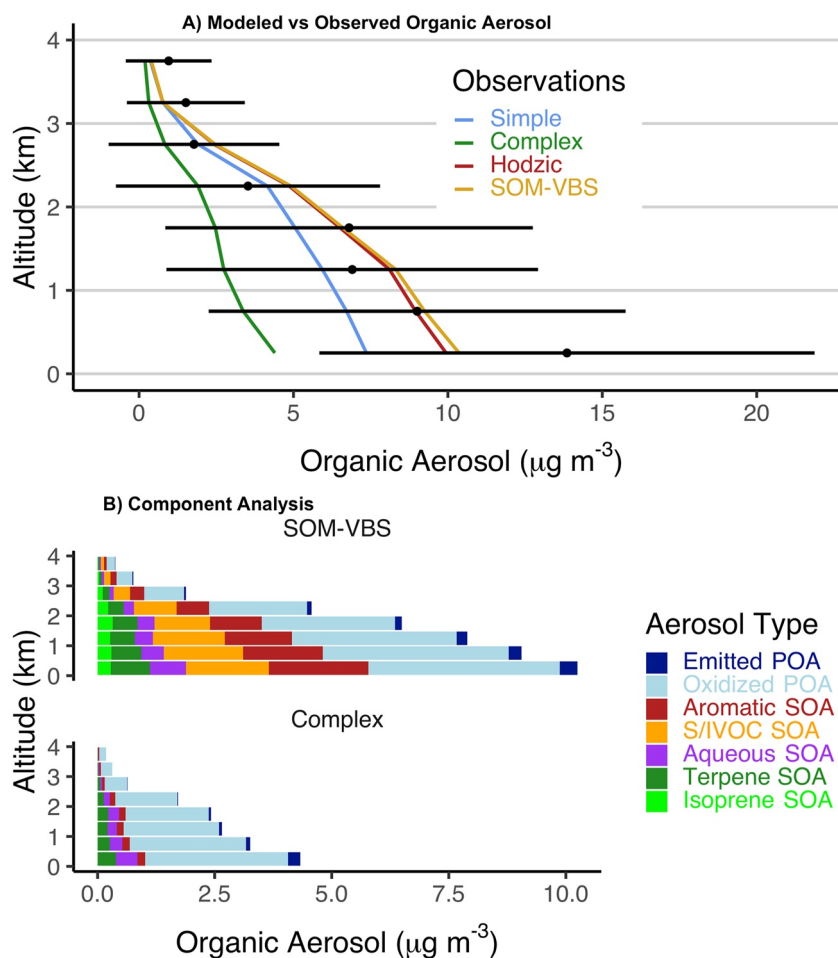 A) Modeled vs Observed Organic Aerosol
4
3
2
1
0
Altitude (km)
Observations
Simple
Complex
Hodzic
SOM-VBS
0 5 10 15 20
Organic Aerosol (μg m-3)
B) Component Analysis
SOM-VBS
4
3
2
1
0
Complex
4
3
2
1
0
Altitude (km)
0.0 2.5 5.0 7.5 10.0
Organic Aerosol (μg m-3)
Aerosol Type
Emitted POA
Oxidized POA
Aromatic SOA
S/IVOC SOA
Aqueous SOA
Terpene SOA
Isoprene SOA